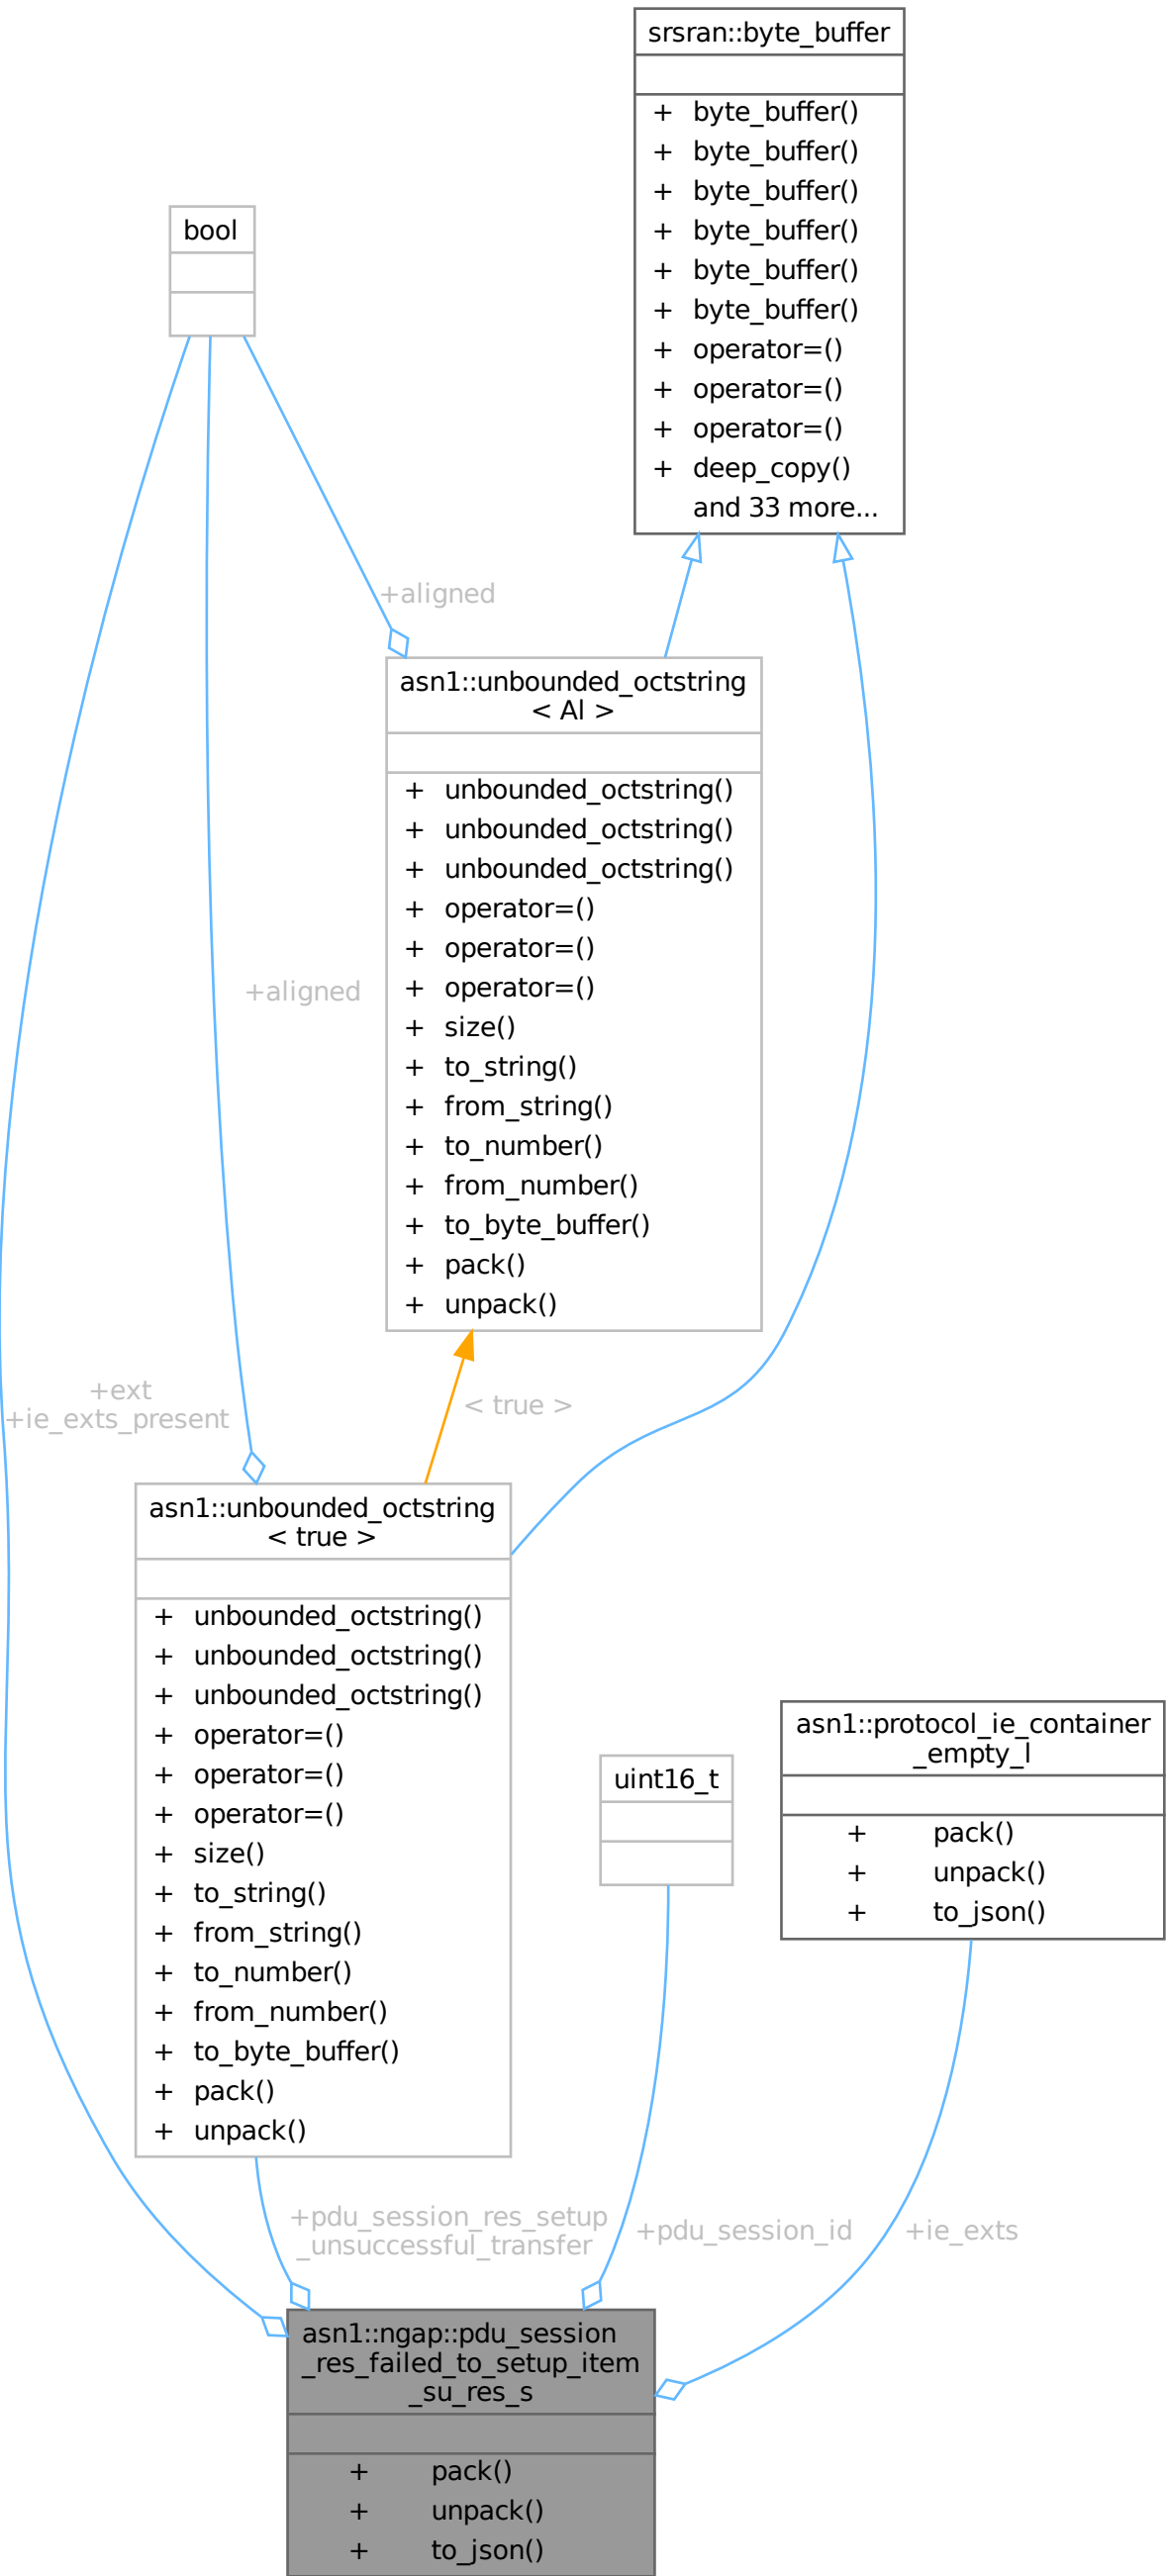 srsran::byte_buffer
+ byte_buffer()
+ byte_buffer()
+ byte_buffer()
+ byte_buffer()
+ byte_buffer()
+ byte_buffer()
+ operator=()
+ operator=()
+ operator=()
+ deep_copy()
and 33 more...
bool
+aligned
asn1::unbounded_octstring
< Al >
+ unbounded_octstring()
+ unbounded_octstring()
+ unbounded_octstring()
+ operator=()
+ operator=()
+ operator=()
+ size()
+ to_string()
+ from_string()
+ to_number()
+ from_number()
+ to_byte_buffer()
+ pack()
+ unpack()
+aligned
+ext
+ie_exts_present
< true >
asn1::unbounded_octstring
< true >
+ unbounded_octstring()
+ unbounded_octstring()
+ unbounded_octstring()
+ operator=()
+ operator=()
+ operator=()
+ size()
+ to_string()
+ from_string()
+ to_number()
+ from_number()
+ to_byte_buffer()
+ pack()
+ unpack()
uint16_t
asn1::protocol_ie_container
_empty_l
+ pack()
+ unpack()
+ to_json()
+pdu_session_res_setup
_unsuccessful_transfer
+pdu_session_id
+ie_exts
asn1::ngap::pdu_session
_res_failed_to_setup_item
_su_res_s
+ pack()
+ unpack()
+ to_json()